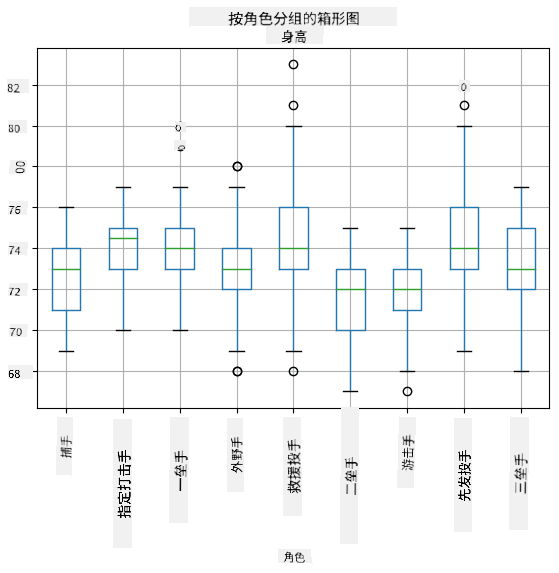 按角色分组的箱形图
身高
82
80
00
76
74
72
70
68
捕手
指定打击手
一垒手
外野手
救援投手
二垒手
游击手
先发投手
三垒手
角色